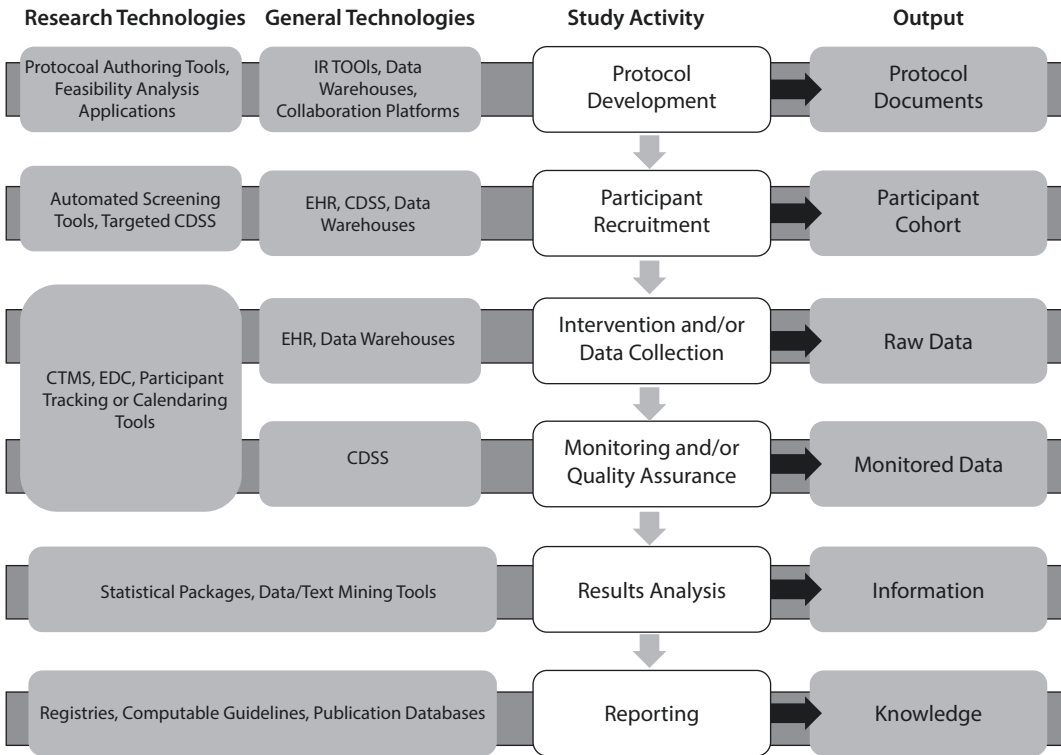 Research Technologies
General Technologies
Study Activity
Output
Protocoal Authoring Tools,
Feasibility Analysis
Applications
IR TOOls, Data
Warehouses,
Collaboration Platforms
Protocol
Development
Protocol
Documents
Automated Screening
Tools, Targeted CDSS
EHR, CDSS, Data
Warehouses
Participant
Recruitment
Participant
Cohort
CTMS, EDC, Participant
Tracking or Calendaring
Tools
EHR, Data Warehouses
Intervention and/or
Data Collection
Raw Data
CDSS
Monitoring and/or
Quality Assurance
Monitored Data
Statistical Packages, Data/Text Mining Tools
Results Analysis
Information
Registries, Computable Guidelines, Publication Databases
Reporting
Knowledge